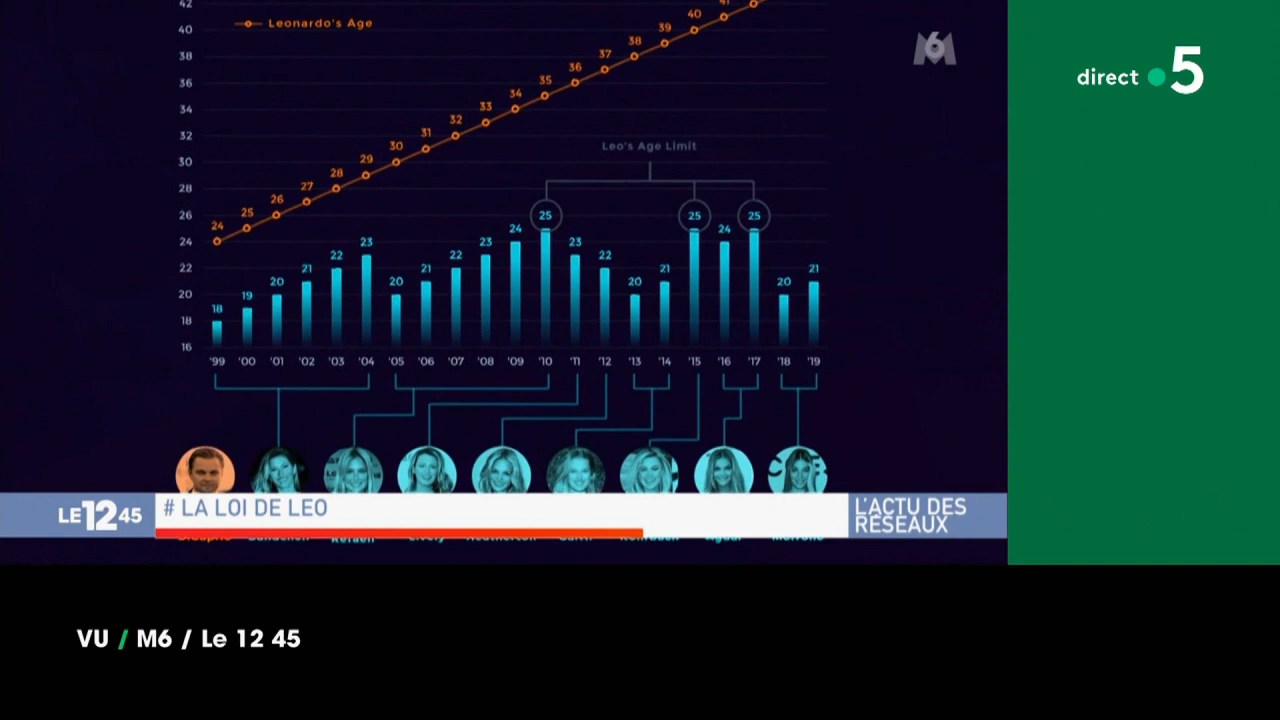 42
Leonardo's Age
M6
direct 5
40
38
36
34
32
30
28
26
24
22
20
18
16
24 25 26 27 28 29 30 31 32 33 34 35 36 37 38 39 40 41
Leo's Age Limit
18 19 20 21 22 23 20 21 22 23 24 25 23 22 20 21 25 24 25 20 21
'99 '00 '01 '02 '03 '04 '05 '06 '07 '08 '09 '10 '11 '12 '13 '14 '15 '16 '17 '18 '19
LE 12 45
# LA LOI DE LEO
L'ACTU DES
RÉSEAUX
VU / M6 / Le 12 45